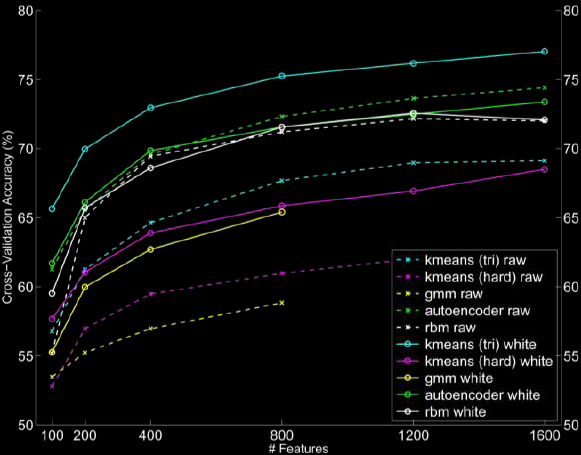 80
75
70
65
60
55
50
Cross-Validation Accuracy (%)
80
75
70
65
60
55
50
kmeans (tri) raw
kmeans (hard) raw
gmm raw
autoencoder raw
rbm raw
kmeans (tri) white
kmeans (hard) white
gmm white
autoencoder white
rbm white
100 200 400 800 1200 1600
# Features